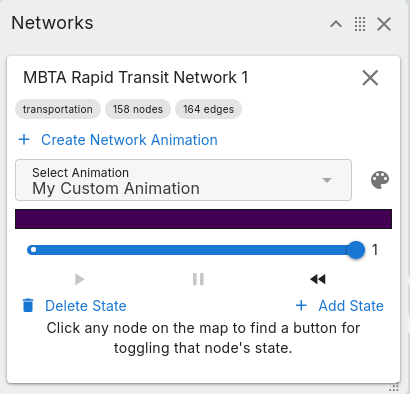 Networks
MBTA Rapid Transit Network 1
transportation 158 nodes 164 edges
+ Create Network Animation
Select Animation
My Custom Animation
1
Delete State + Add State
Click any node on the map to find a button for
toggling that node's state.